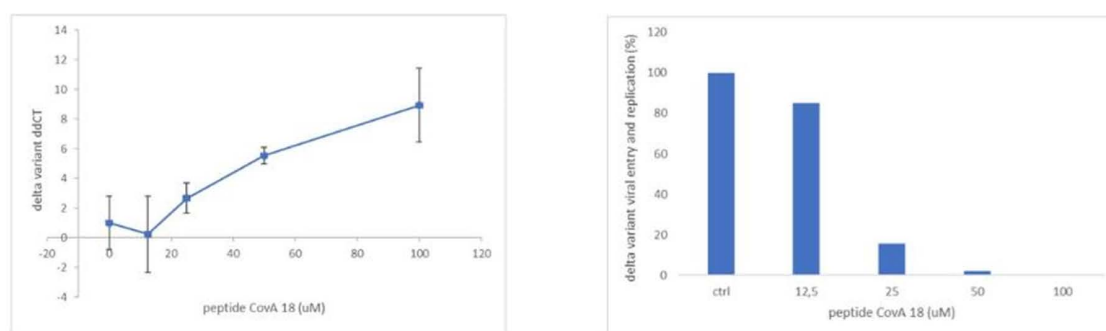 14
12
10
8
6
4
2
0
-2
-4
-20 0 20 40 60 80 100 120
delta variant ddCT
peptide CovA 18 (uM)
120
100
80
60
40
20
0
delta variant viral entry and replication (%)
ctrl 12,5 25 50 100
peptide CovA 18 (uM)